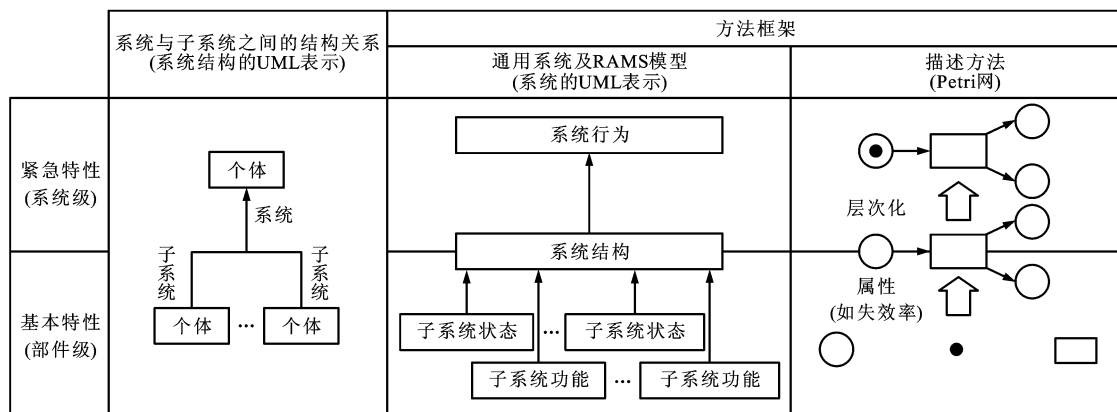 系统与子系统之间的结构关系
(系统结构的UML表示)
方法框架
通用系统及RAMS模型
(系统的UML表示)
描述方法
(Petri网)
紧急特性
(系统级)
个体
系统
子系统
子系统
个体
...
个体
系统行为
系统结构
子系统状态
...
子系统状态
子系统功能
...
子系统功能
层次化
属性
(如失效率)
基本特性
(部件级)